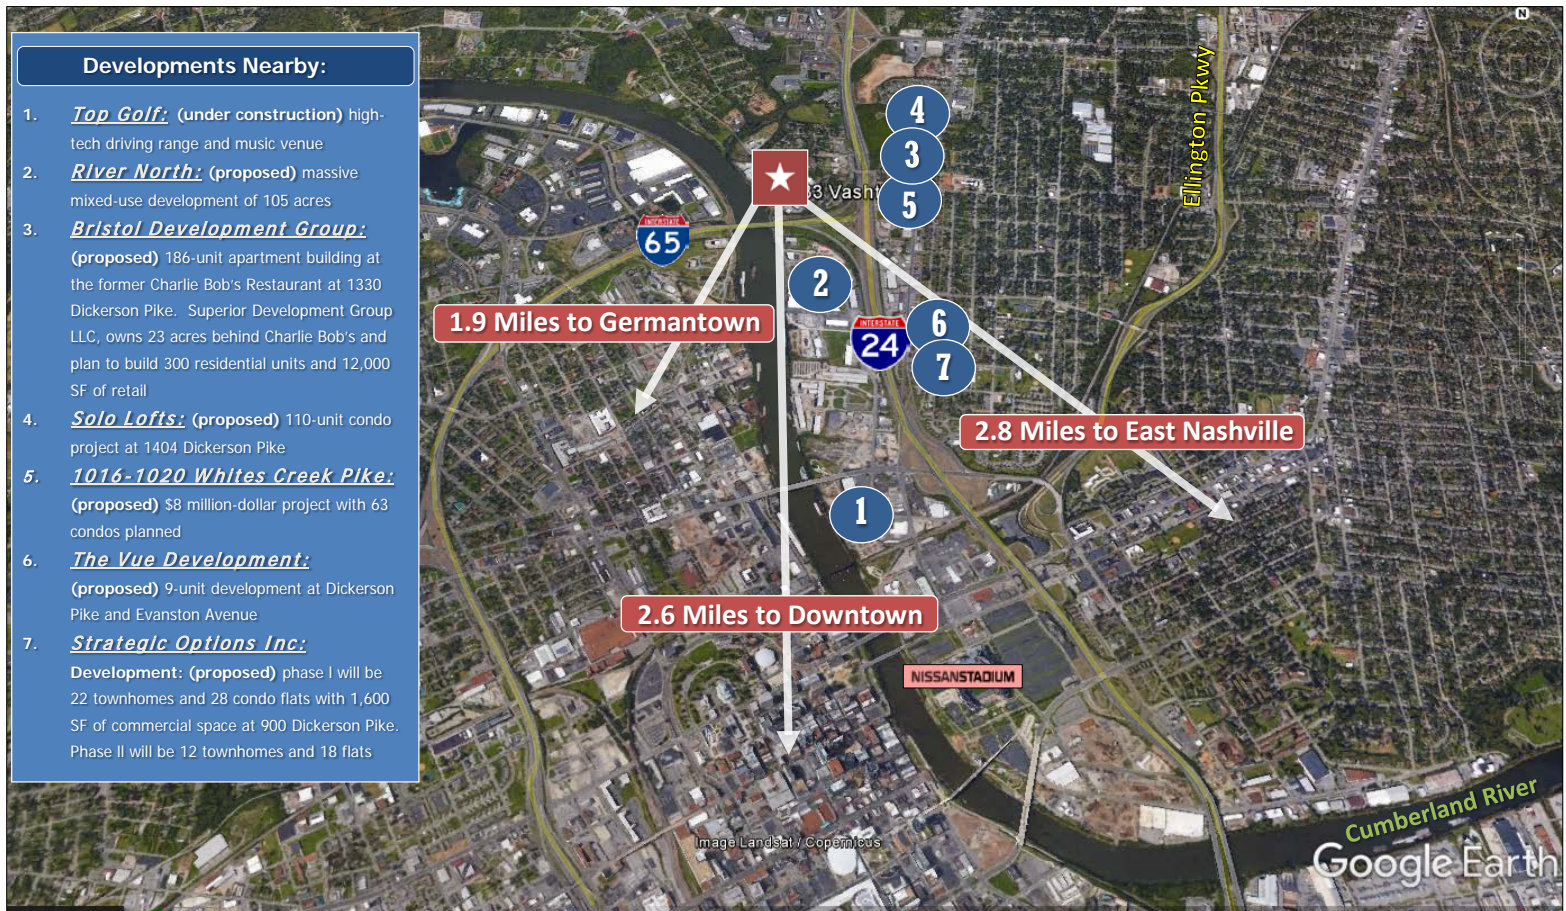 Developments Nearby:
1. Top Golf: (under construction) high-
tech driving range and music venue
2. River North: (proposed) massive
mixed-use development of 105 acres
3. Bristol Development Group:
(proposed) 186-unit apartment building at
the former Charlie Bob's Restaurant at 1330
Dickerson Pike. Superior Development Group
LLC, owns 23 acres behind Charlie Bob's and
plan to build 300 residential units and 12,000
SF of retail
4. Solo Lofts: (proposed) 110-unit condo
project at 1404 Dickerson Pike
5. 1016-1020 Whites Creek Pike:
(proposed) $8 million-dollar project with 63
condos planned
6. The Vue Development:
(proposed) 9-unit development at Dickerson
Pike and Evanston Avenue
7. Strategic Options Inc:
Development: (proposed) phase I will be
22 townhomes and 28 condo flats with 1,600
SF of commercial space at 900 Dickerson Pike.
Phase II will be 12 townhomes and 18 flats
N
Ellington Pkwy
4
3
5
INTERSTATE
65
2
1.9 Miles to Germantown
6
INTERSTATE
24
7
2.8 Miles to East Nashville
1
2.6 Miles to Downtown
NISSANSTADIUM
Cumberland River
Image Landsat / Copernicus
Google Earth